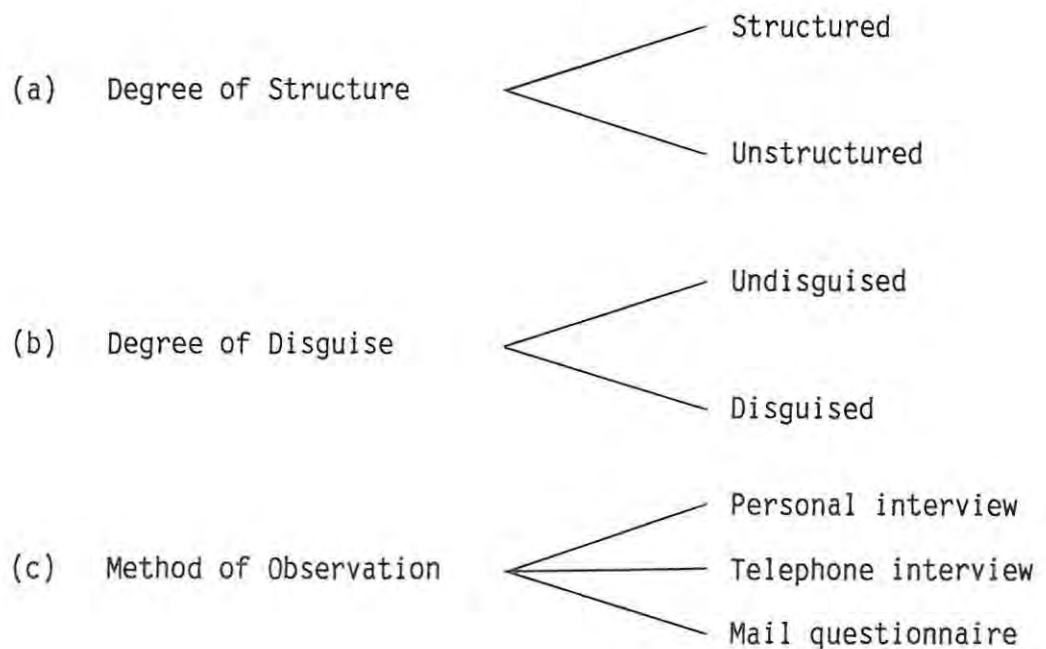 Structured
(a) Degree of Structure
Unstructured
Undisguised
(b) Degree of Disguise
Disguised
Personal interview
(c) Method of Observation
Telephone interview
Mail questionnaire